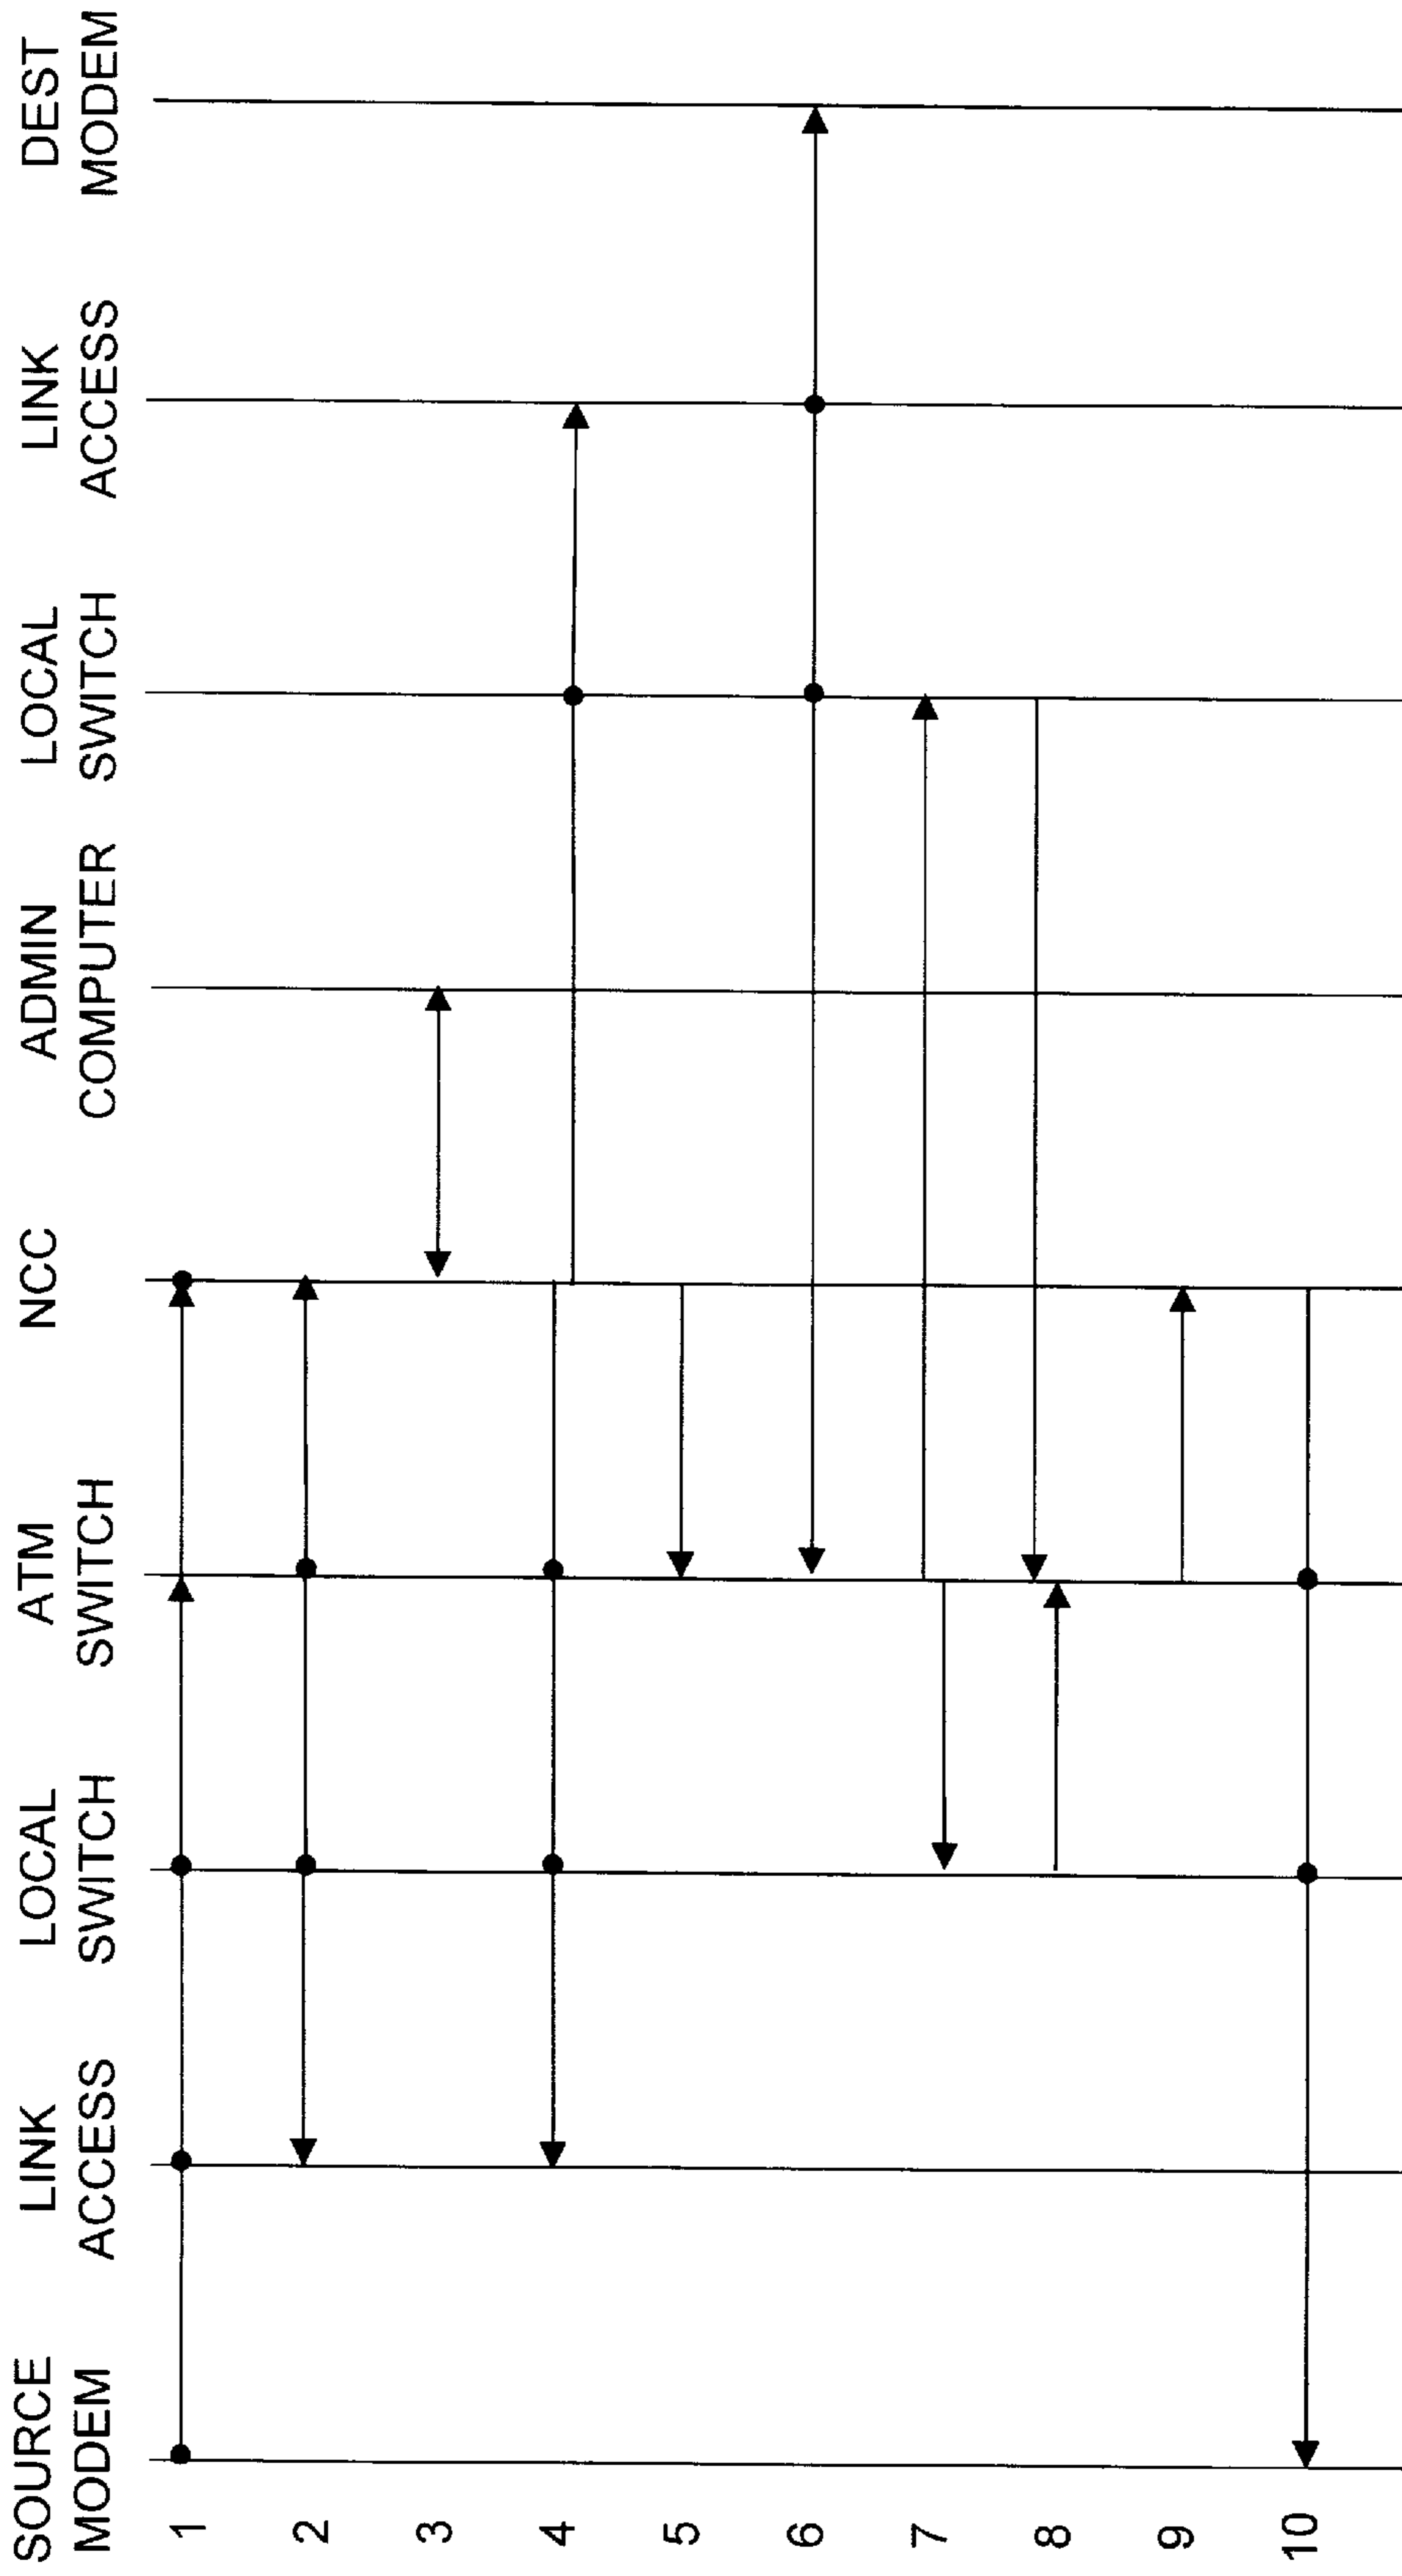 SOURCE
MODEM
LINK
ACCESS
LOCAL
SWITCH
ATM
SWITCH
NCC
ADMIN
COMPUTER
LOCAL
SWITCH
LINK
ACCESS
DEST
MODEM
1
2
3
4
5
6
7
8
9
10